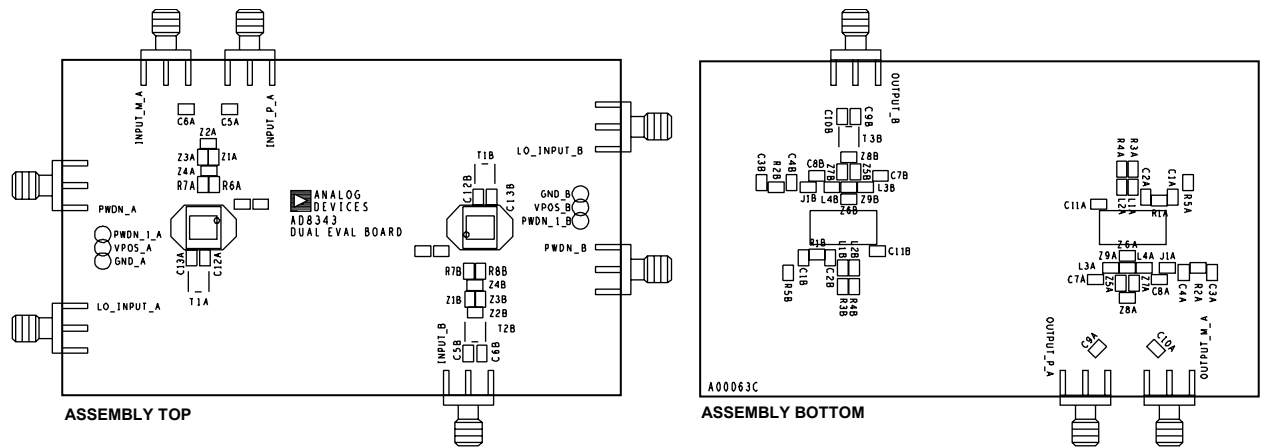 INPUT_M_A
INPUT_P_A
C6A
C5A
Z2A
Z3A
Z1A
Z4A
R7A
R6A
PWDN_A
PWDN_1_A
VPOS_A
GND_A
C13A
C12A
T1A
LO_INPUT_A
ANALOG
DEVICES
AD8343
DUAL EVAL BOARD
LO_INPUT_B
T1B
C12B
C13B
GND_B
VPOS_B
PWDN_1_B
PWDN_B
R7B
R8B
Z4B
Z1B
Z3B
Z2B
T2B
INPUT_B
C5B
C6B
ASSEMBLY TOP
OUTPUT_B
C10B
C9B
T3B
Z8B
C3B
R2B
C4B
C8B
Z7B
Z5B
C7B
J1B
L4B
L3B
Z9B
Z6B
R1B
L1B
L2B
C11B
R5B
C1B
C2B
R3B
R4B
R4A
R3A
C2A
C1A
C11A
L2A
L1A
R1A
R5A
Z6A
Z9A
L3A
L4A
J1A
C7A
Z5A
Z7A
C8A
C4A
R2A
C3A
Z8A
OUTPUT_P_A
C9A
C10A
OUTPUT_M_A
A00063C
ASSEMBLY BOTTOM